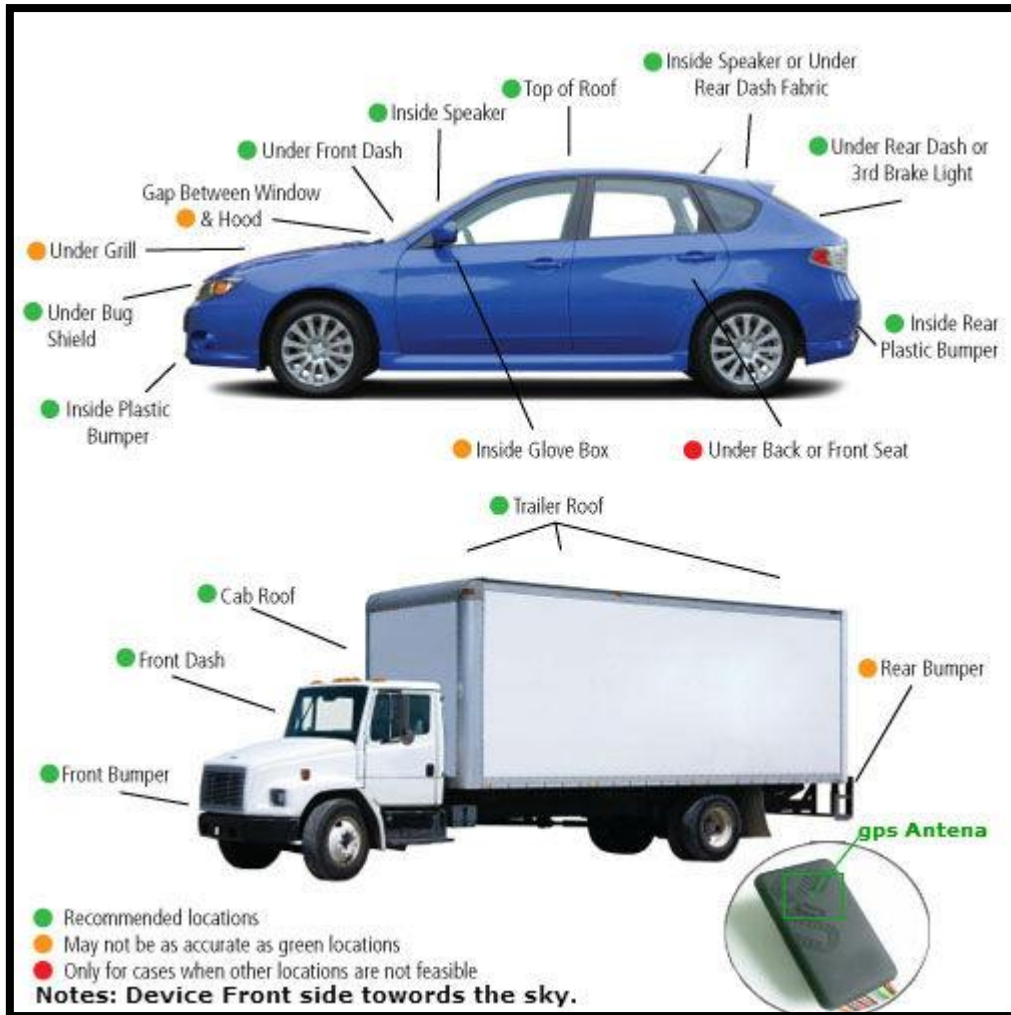 Top of Roof
Inside Speaker or Under
Rear Dash Fabric
Inside Speaker
Under Front Dash
Under Rear Dash or
3rd Brake Light
Gap Between Window
& Hood
Under Grill
Under Bug
Shield
Inside Rear
Plastic Bumper
Inside Plastic
Bumper
Inside Glove Box
Under Back or Front Seat
Trailer Roof
Cab Roof
Front Dash
Rear Bumper
Front Bumper
gps Antena
Recommended locations
May not be as accurate as green locations
Only for cases when other locations are not feasible
Notes: Device Front side towords the sky.